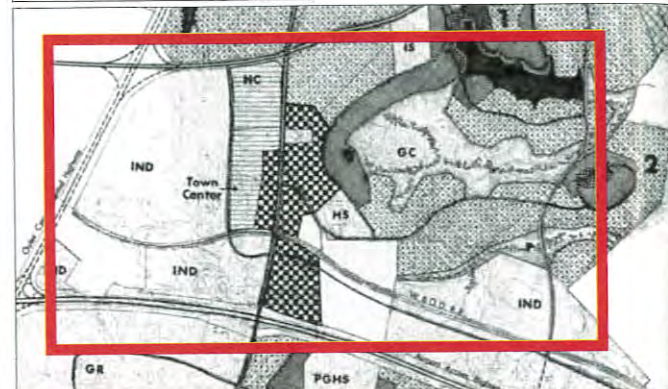 IS
NC
IND
GC
2
Town
Center
HS
P
IND
W & O D R R
IND
GR
PGHS